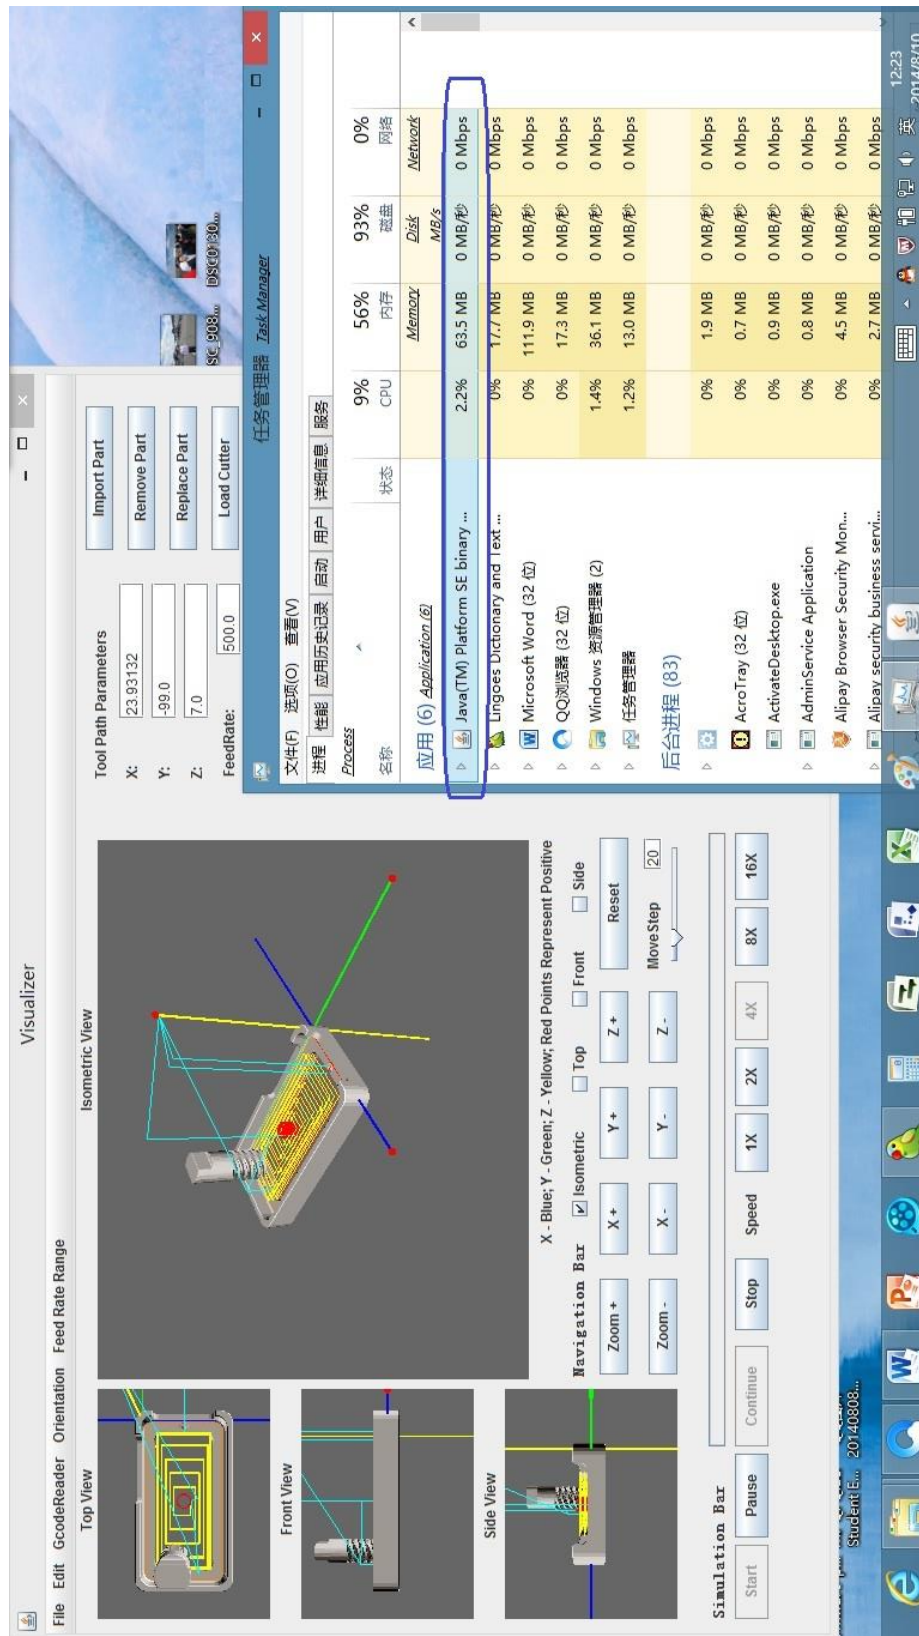 Visualizer
File Edit GcodeReader Orientation Feed Rate Range
Top View
Front View
Side View
Isometric View
X - Blue; Y - Green; Z - Yellow; Red Points Represent Positive
Navigation Bar
Isometric
Top
Front
Side
Zoom +
X +
Y +
Z +
Reset
Zoom -
X -
Y -
Z -
MoveStep
20
Simulation Bar
Start
Pause
Continue
Stop
Speed
1X
2X
4X
8X
16X
Tool Path Parameters
X: 23.93132
Y: -99.0
Z: 7.0
FeedRate: 500.0
Import Part
Remove Part
Replace Part
Load Cutter
SC_908...
DSC0130...
任务管理器 Task Manager
文件(F) 选项(O) 查看(V)
进程 性能 应用历史记录 启动 用户 详细信息 服务
Process
9% 56% 93% 0%
名称 状态 CPU 内存 磁盘 网络
应用 (6) Application (6)
Memory Disk MB/s Network
Java(TM) Platform SE binary ... 2.2% 63.5 MB 0 MB/秒 0 Mbps
Lingoes Dictionary and Text ... 0% 17.7 MB 0 MB/秒 0 Mbps
Microsoft Word (32 位) 0% 111.9 MB 0 MB/秒 0 Mbps
QQ浏览器 (32 位) 0% 17.3 MB 0 MB/秒 0 Mbps
Windows 资源管理器 (2) 1.4% 36.1 MB 0 MB/秒 0 Mbps
任务管理器 1.2% 13.0 MB 0 MB/秒 0 Mbps
后台进程 (83)
0% 1.9 MB 0 MB/秒 0 Mbps
AcroTray (32 位) 0% 0.7 MB 0 MB/秒 0 Mbps
ActivateDesktop.exe 0% 0.9 MB 0 MB/秒 0 Mbps
AdminService Application 0% 0.8 MB 0 MB/秒 0 Mbps
Alipay Browser Security Mon... 0% 4.5 MB 0 MB/秒 0 Mbps
Alipay security business servi... 0% 2.7 MB 0 MB/秒 0 Mbps
Student E...
20140808...
英
12:23
2014/8/10